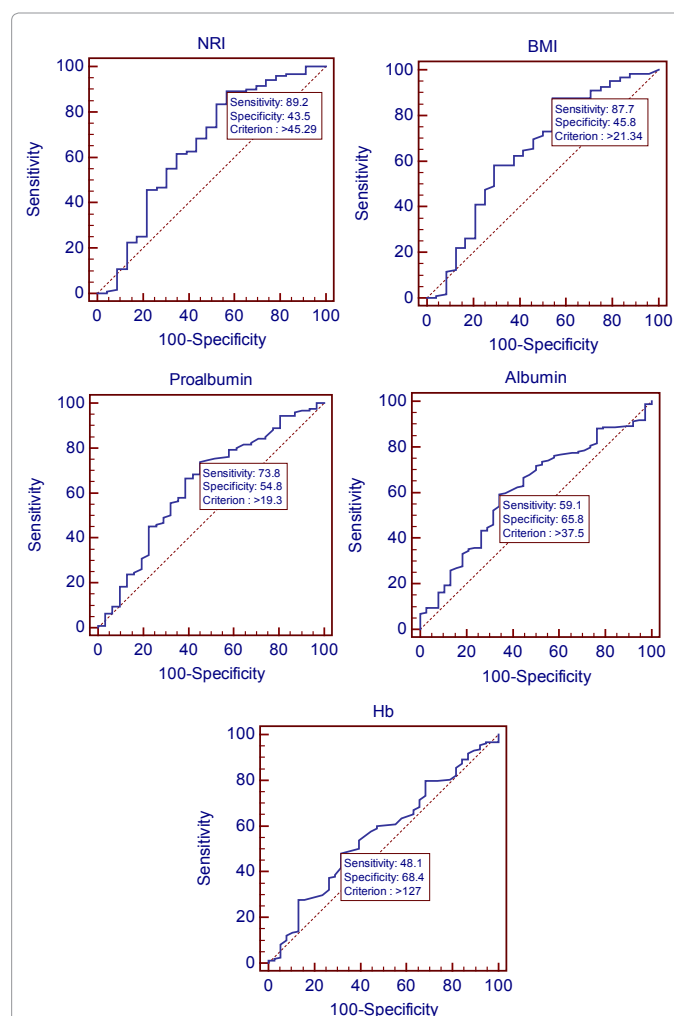 NRI
100
80
60
40
20
0
Sensitivity
Sensitivity: 89.2
Specificity: 43.5
Criterion : >45.29
0 20 40 60 80 100
100-Specificity
BMI
100
80
60
40
20
0
Sensitivity
Sensitivity: 87.7
Specificity: 45.8
Criterion : >21.34
0 20 40 60 80 100
100-Specificity
Proalbumin
100
80
60
40
20
0
Sensitivity
Sensitivity: 73.8
Specificity: 54.8
Criterion : >19.3
0 20 40 60 80 100
100-Specificity
Albumin
100
80
60
40
20
0
Sensitivity
Sensitivity: 59.1
Specificity: 65.8
Criterion : >37.5
0 20 40 60 80 100
100-Specificity
Hb
100
80
60
40
20
0
Sensitivity
Sensitivity: 48.1
Specificity: 68.4
Criterion : >127
0 20 40 60 80 100
100-Specificity